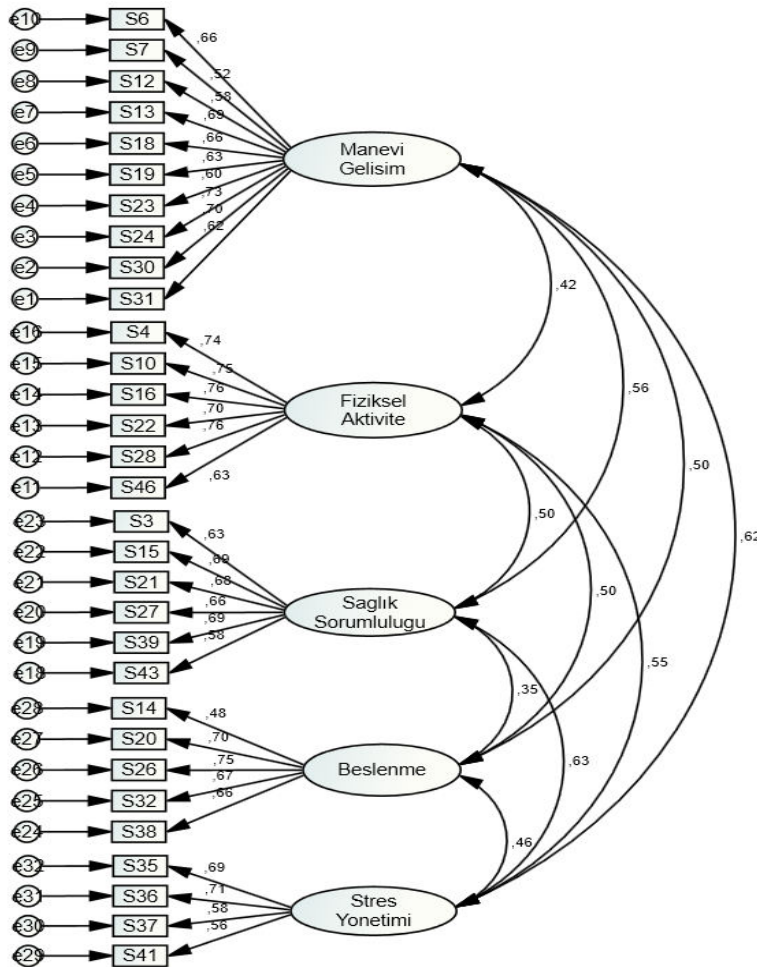 e10 S6 ,66
e9 S7 ,52
e8 S12 ,58
e7 S13 ,69
e6 S18 ,66
e5 S19 ,63
e4 S23 ,60
e3 S24 ,73
e2 S30 ,70
e1 S31 ,62
Manevi
Gelisim
e16 S4 ,74
e15 S10 ,75
e14 S16 ,76
e13 S22 ,70
e12 S28 ,76
e11 S46 ,63
Fiziksel
Aktivite
e23 S3 ,63
e22 S15 ,69
e21 S21 ,68
e20 S27 ,66
e19 S39 ,69
e18 S43 ,58
Saglık
Sorumlulugu
e28 S14 ,48
e27 S20 ,70
e26 S26 ,75
e25 S32 ,67
e24 S38 ,66
Beslenme
e32 S35 ,69
e31 S36 ,71
e30 S37 ,58
e29 S41 ,56
Stres
Yonetimi
,42
,56
,50
,62
,50
,50
,55
,35
,63
,46